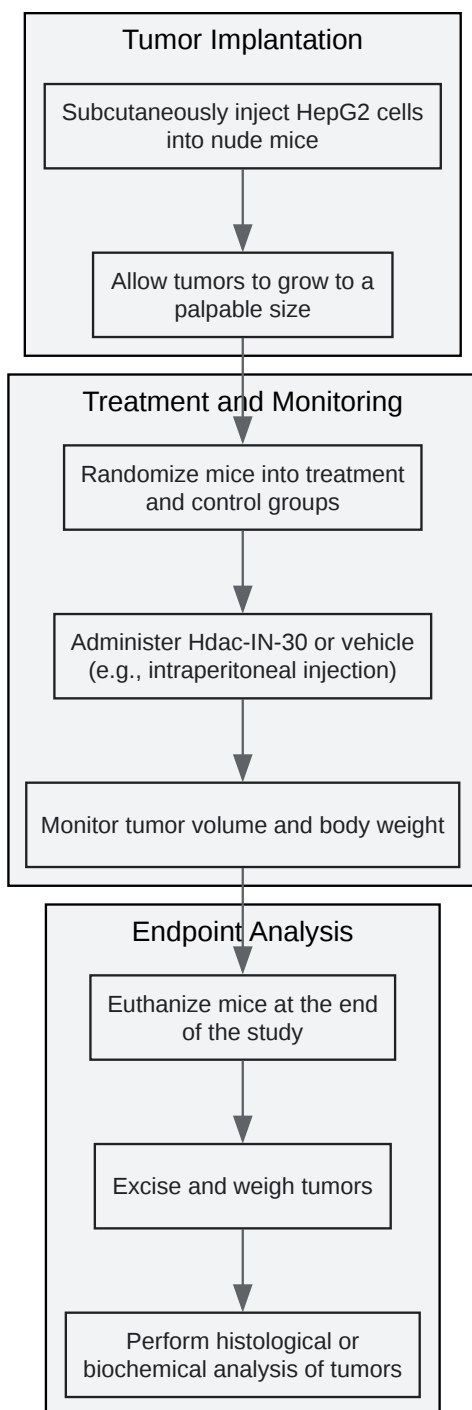 Tumor Implantation
Subcutaneously inject HepG2 cells
into nude mice
Allow tumors to grow to a
palpable size
Treatment and Monitoring
Randomize mice into treatment
and control groups
Administer Hdac-IN-30 or vehicle
(e.g., intraperitoneal injection)
Monitor tumor volume and body weight
Endpoint Analysis
Euthanize mice at the end
of the study
Excise and weigh tumors
Perform histological or
biochemical analysis of tumors